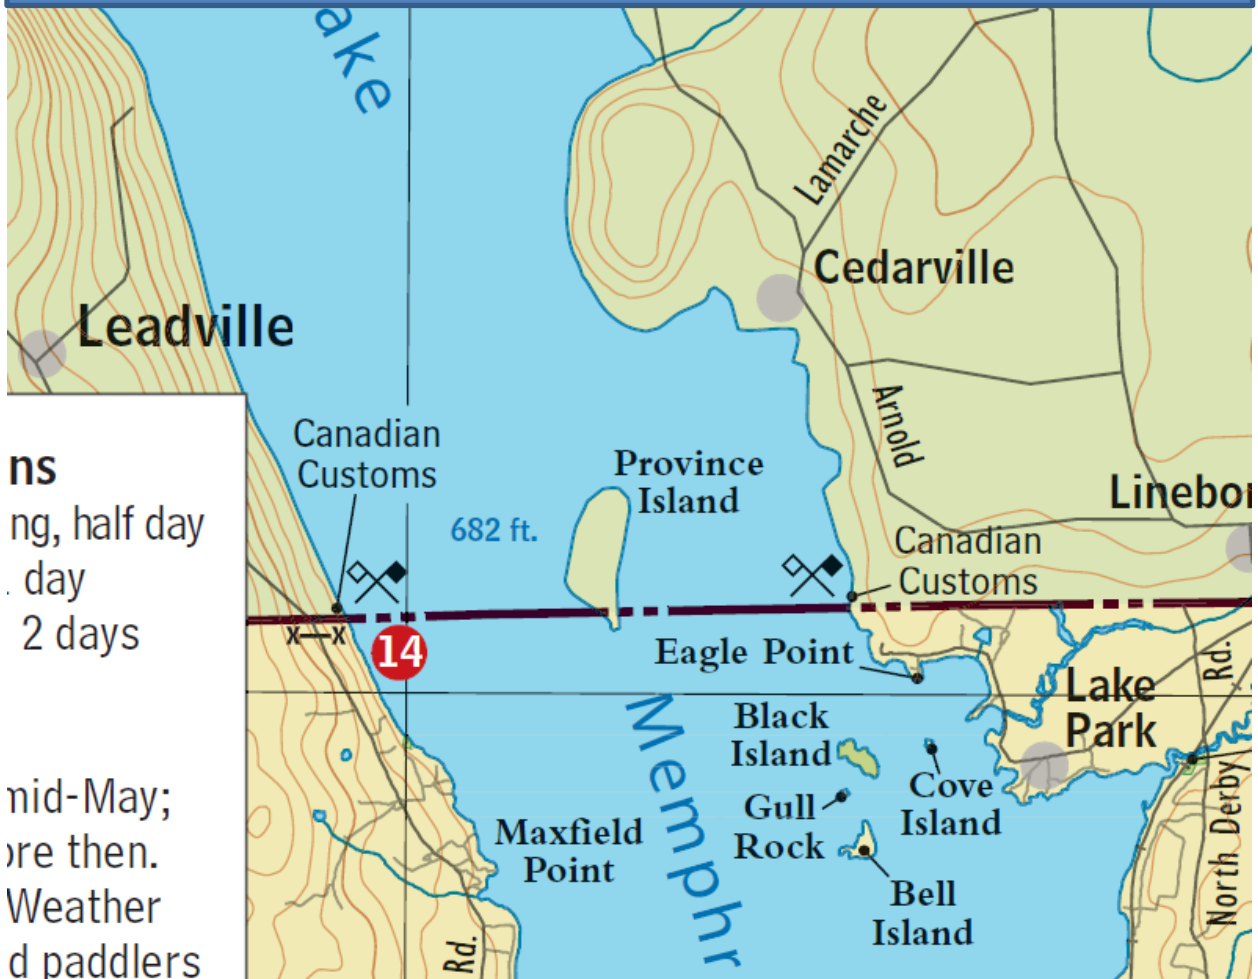 ake
Lamarche
Cedarville
Leadville
Arnold
Canadian
Customs
Province
Island
682 ft.
Canadian
Customs
ns
ng, half day
day
2 days
x
x
14
Eagle Point
Lake
Park
Rd.
Memphr
Black
Island
Cove
Island
Gull
Rock
Maxfield
Point
Bell
Island
North Derby
Rd.
mid-May;
ore then.
Weather
d paddlers
Linebor